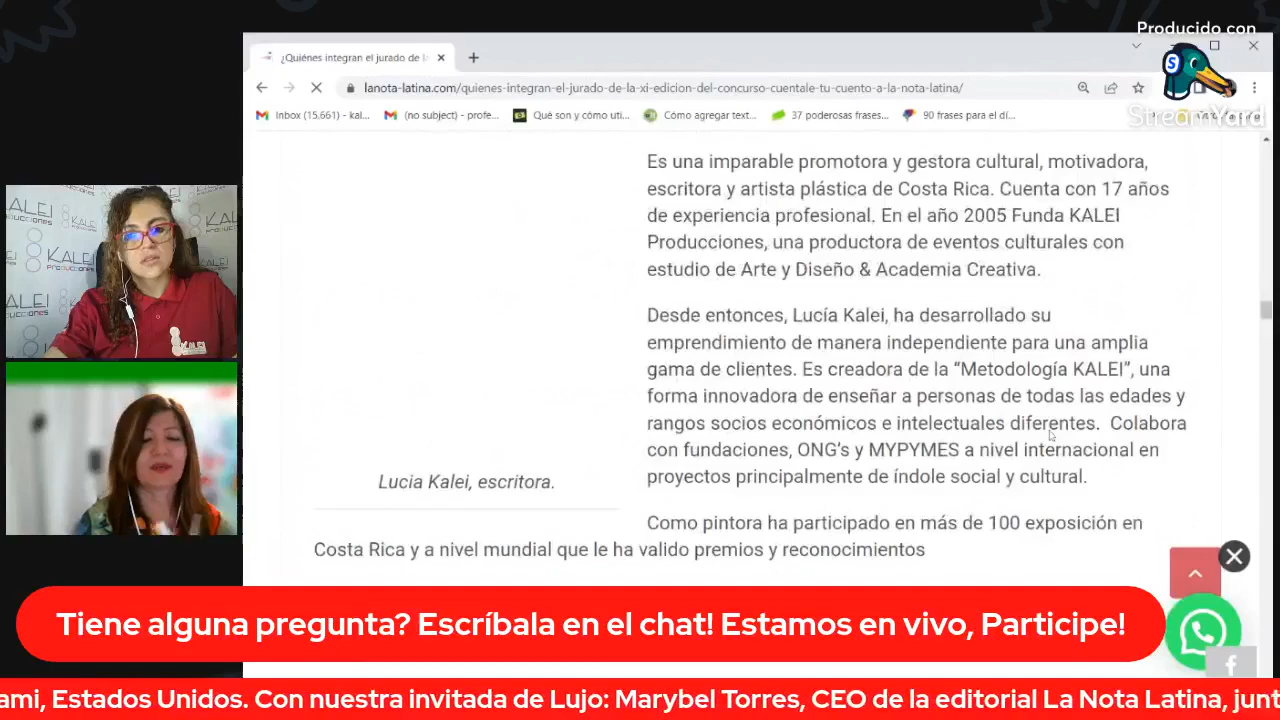 Producido con
StreamYard
¿Quiénes integran el jurado de l
lanota-latina.com/quienes-integran-el-jurado-de-la-xi-edicion-del-concurso-cuentale-tu-cuento-a-la-nota-latina/
Inbox (15,661) - kal...
(no subject) - profe...
Qué son y cómo uti...
Cómo agregar text...
37 poderosas frases...
90 frases para el dí...
Es una imparable promotora y gestora cultural, motivadora,
escritora y artista plástica de Costa Rica. Cuenta con 17 años
de experiencia profesional. En el año 2005 Funda KALEI
Producciones, una productora de eventos culturales con
estudio de Arte y Diseño & Academia Creativa.
Desde entonces, Lucía Kalei, ha desarrollado su
emprendimiento de manera independiente para una amplia
gama de clientes. Es creadora de la “Metodología KALEI”, una
forma innovadora de enseñar a personas de todas las edades y
rangos socios económicos e intelectuales diferentes. Colabora
con fundaciones, ONG’s y MYPYMES a nivel internacional en
proyectos principalmente de índole social y cultural.
Lucia Kalei, escritora.
Como pintora ha participado en más de 100 exposición en
Costa Rica y a nivel mundial que le ha valido premios y reconocimientos
KALEI
KALEI
Tiene alguna pregunta? Escríbala en el chat! Estamos en vivo, Participe!
ami, Estados Unidos. Con nuestra invitada de Lujo: Marybel Torres, CEO de la editorial La Nota Latina, junt